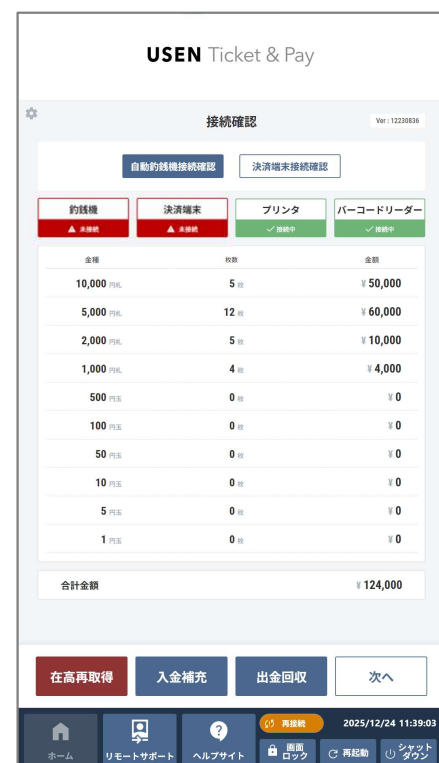 USEN Ticket & Pay
接続確認
Ver : 12230836
自動釣銭機接続確認 決済端末接続確認
釣銭機 決済端末 プリンタ バーコードリーダー
未接続 未接続 接続中 接続中
金種 枚数 金額
10,000 円札 5 枚 ¥ 50,000
5,000 円札 12 枚 ¥ 60,000
2,000 円札 5 枚 ¥ 10,000
1,000 円札 4 枚 ¥ 4,000
500 円玉 0 枚 ¥ 0
100 円玉 0 枚 ¥ 0
50 円玉 0 枚 ¥ 0
10 円玉 0 枚 ¥ 0
5 円玉 0 枚 ¥ 0
1 円玉 0 枚 ¥ 0
合計金額 ¥ 124,000
在高再取得 入金補充 出金回収 次へ
再接続 2025/12/24 11:39:03
ホーム リモートサポート ヘルプサイト 画面ロック 再起動 シャットダウン